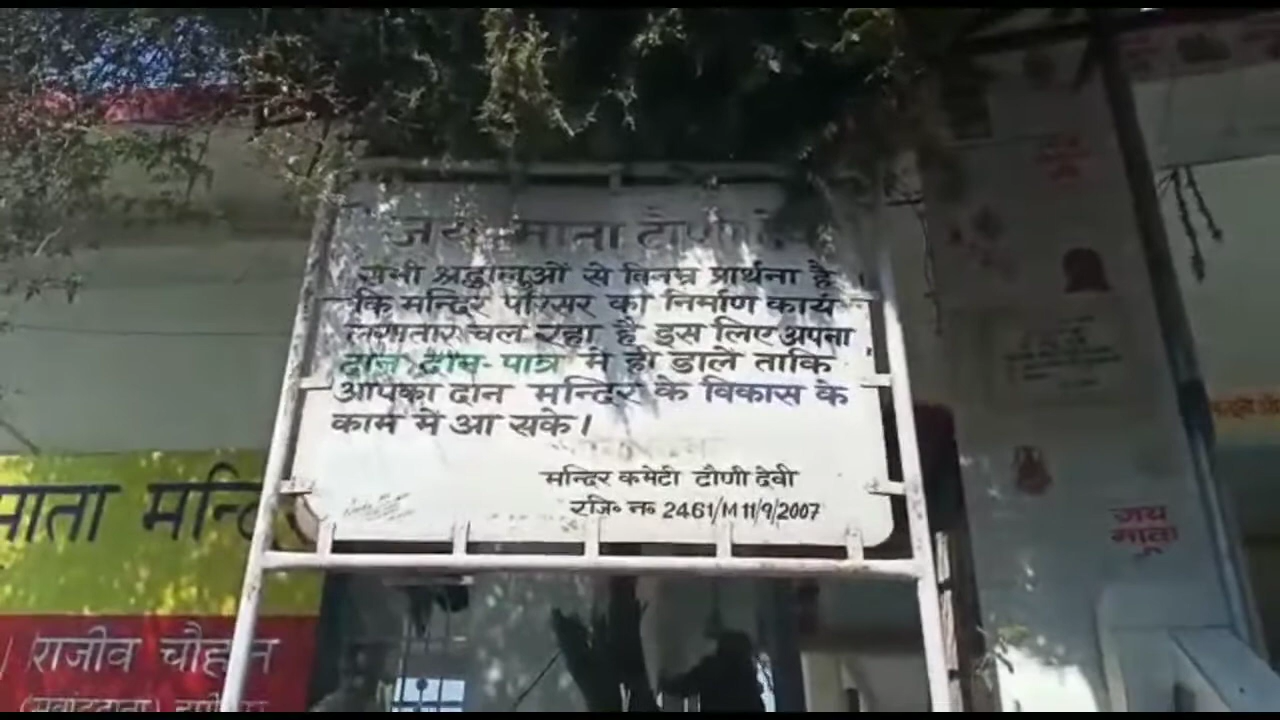 जय माता टौणी
सभी श्रद्धालुओं से विनम्र प्रार्थना है
कि मन्दिर परिसर का निर्माण कार्य
लगातार चल रहा है इस लिए अपना
दान दान-पात्र मे ही डालें ताकि
आपका दान मन्दिर के विकास के
काम में आ सके।
मन्दिर कमेटी टौणी देवी
रजि॰ न॰ 2461/M 11/9/2007
माता
राजीव चौहान
जय
माता